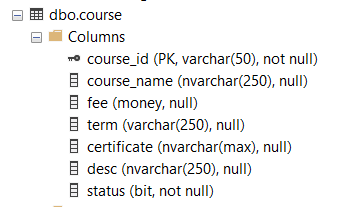 dbo.course
Columns
course_id (PK, varchar(50), not null)
course_name (nvarchar(250), null)
fee (money, null)
term (varchar(250), null)
certificate (nvarchar(max), null)
desc (nvarchar(250), null)
status (bit, not null)